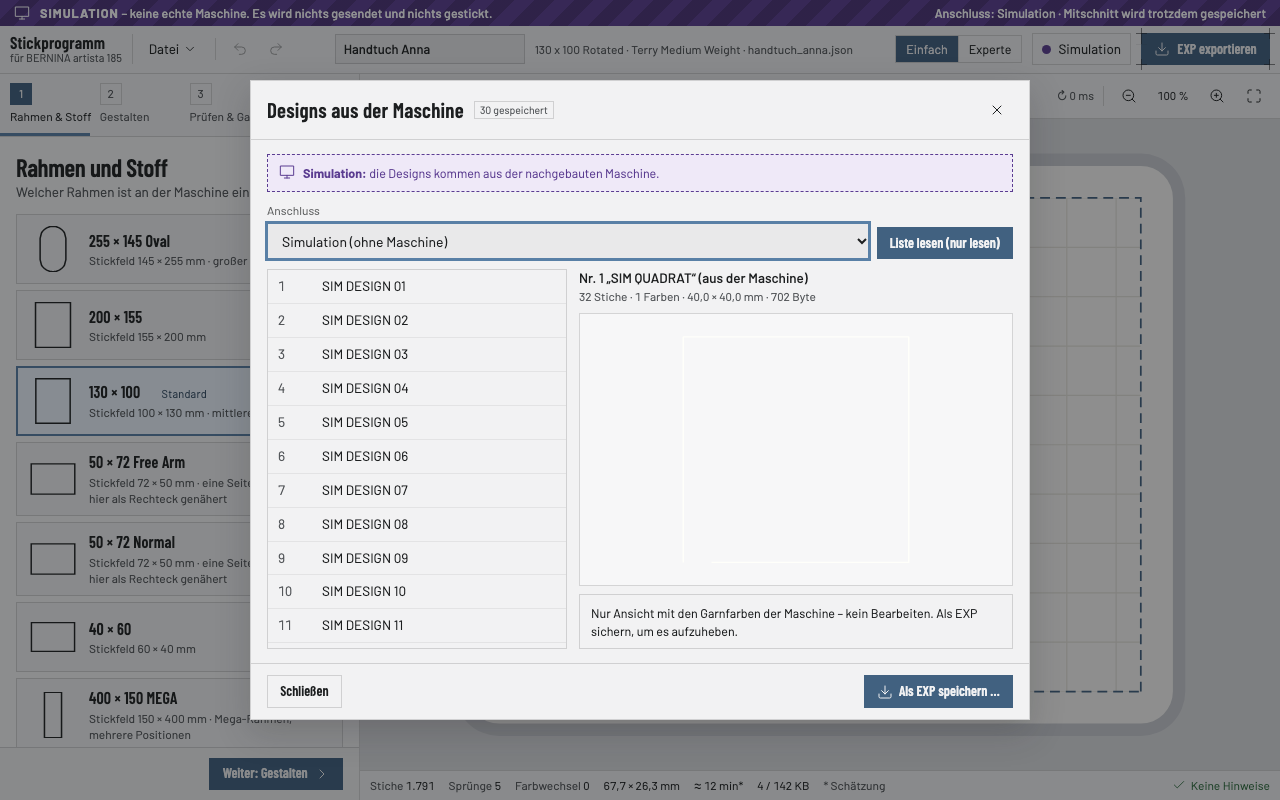 SIMULATION – keine echte Maschine. Es wird nichts gesendet und nichts gestickt.
Anschluss: Simulation · Mitschnitt wird trotzdem gespeichert
Stickprogramm
für BERNINA artista 185
Datei
Handtuch Anna
130 x 100 Rotated · Terry Medium Weight · handtuch_anna.json
Einfach
Experte
Simulation
EXP exportieren
1
2
3
Rahmen & Stoff
Gestalten
Prüfen & Ga
0 ms
100 %
Rahmen und Stoff
Welcher Rahmen ist an der Maschine ein
255 × 145 Oval
Stickfeld 145 × 255 mm · großer
200 × 155
Stickfeld 155 × 200 mm
130 × 100
Standard
Stickfeld 100 × 130 mm · mittlere
50 × 72 Free Arm
Stickfeld 72 × 50 mm · eine Seite
hier als Rechteck genähert
50 × 72 Normal
Stickfeld 72 × 50 mm · eine Seite
hier als Rechteck genähert
40 × 60
Stickfeld 60 × 40 mm
400 × 150 MEGA
Stickfeld 150 × 400 mm · Mega-Rahmen,
mehrere Positionen
Weiter: Gestalten
Designs aus der Maschine
30 gespeichert
Simulation: die Designs kommen aus der nachgebauten Maschine.
Anschluss
Simulation (ohne Maschine)
Liste lesen (nur lesen)
1 SIM DESIGN 01
2 SIM DESIGN 02
3 SIM DESIGN 03
4 SIM DESIGN 04
5 SIM DESIGN 05
6 SIM DESIGN 06
7 SIM DESIGN 07
8 SIM DESIGN 08
9 SIM DESIGN 09
10 SIM DESIGN 10
11 SIM DESIGN 11
Nr. 1 „SIM QUADRAT“ (aus der Maschine)
32 Stiche · 1 Farben · 40,0 × 40,0 mm · 702 Byte
Nur Ansicht mit den Garnfarben der Maschine – kein Bearbeiten. Als EXP
sichern, um es aufzuheben.
Schließen
Als EXP speichern ...
Stiche 1.791
Sprünge 5
Farbwechsel 0
67,7 × 26,3 mm
≈ 12 min*
4 / 142 KB
* Schätzung
Keine Hinweise